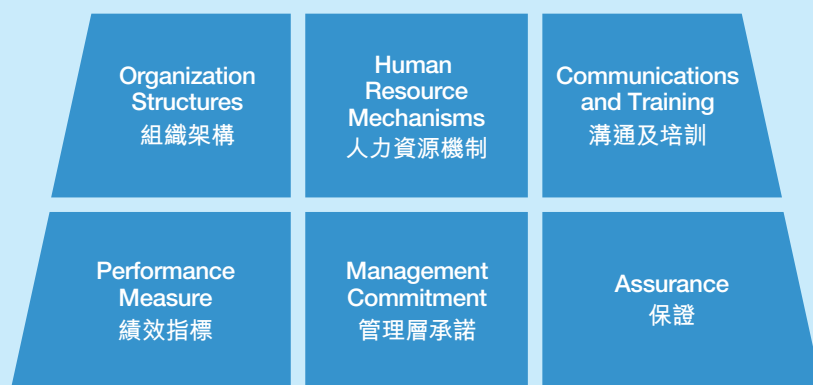 Organization
Structures
組織架構
Human
Resource
Mechanisms
人力資源機制
Communications
and Training
溝通及培訓
Performance
Measure
績效指標
Management
Commitment
管理層承諾
Assurance
保證